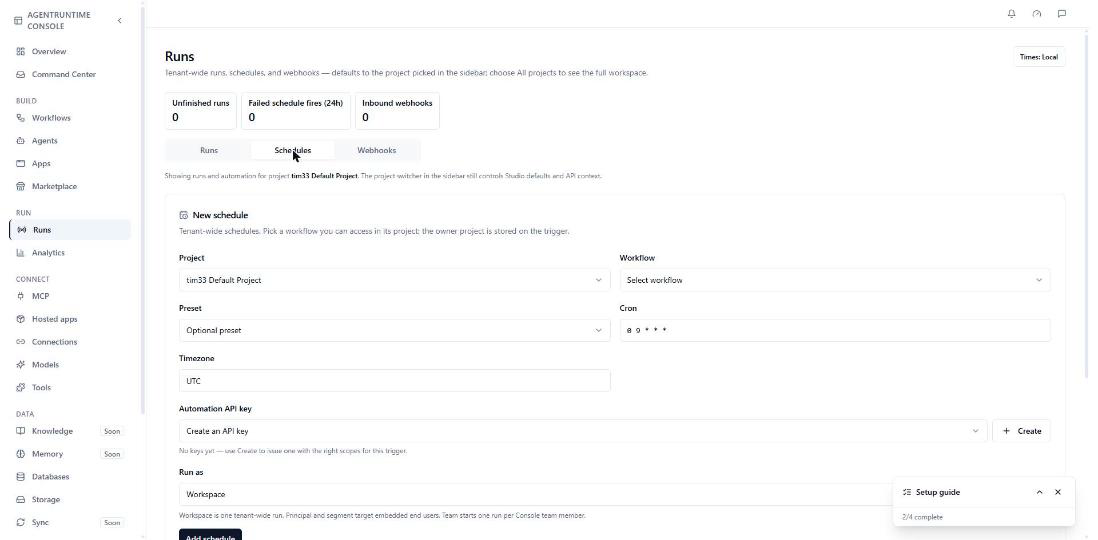 AGENTRUNTIME
CONSOLE
Overview
Command Center
BUILD
Workflows
Agents
Apps
Marketplace
RUN
Runs
Analytics
CONNECT
MCP
Hosted apps
Connections
Models
Tools
DATA
Knowledge Soon
Memory Soon
Databases
Storage
Sync Soon
Runs
Times: Local
Tenant-wide runs, schedules, and webhooks — defaults to the project picked in the sidebar; choose All projects to see the full workspace.
Unfinished runs
0
Failed schedule fires (24h)
0
Inbound webhooks
0
Runs Schedules Webhooks
Showing runs and automation for project tim33 Default Project. The project switcher in the sidebar still controls Studio defaults and API context.
New schedule
Tenant-wide schedules. Pick a workflow you can access in its project; the owner project is stored on the trigger.
Project
tim33 Default Project
Workflow
Select workflow
Preset
Optional preset
Cron
0 9 * * *
Timezone
UTC
Automation API key
Create an API key
Create
No keys yet — use Create to issue one with the right scopes for this trigger.
Run as
Workspace
Workspace is one tenant-wide run. Principal and segment target embedded end users. Team starts one run per Console team member.
Add schedule
Setup guide
2/4 complete